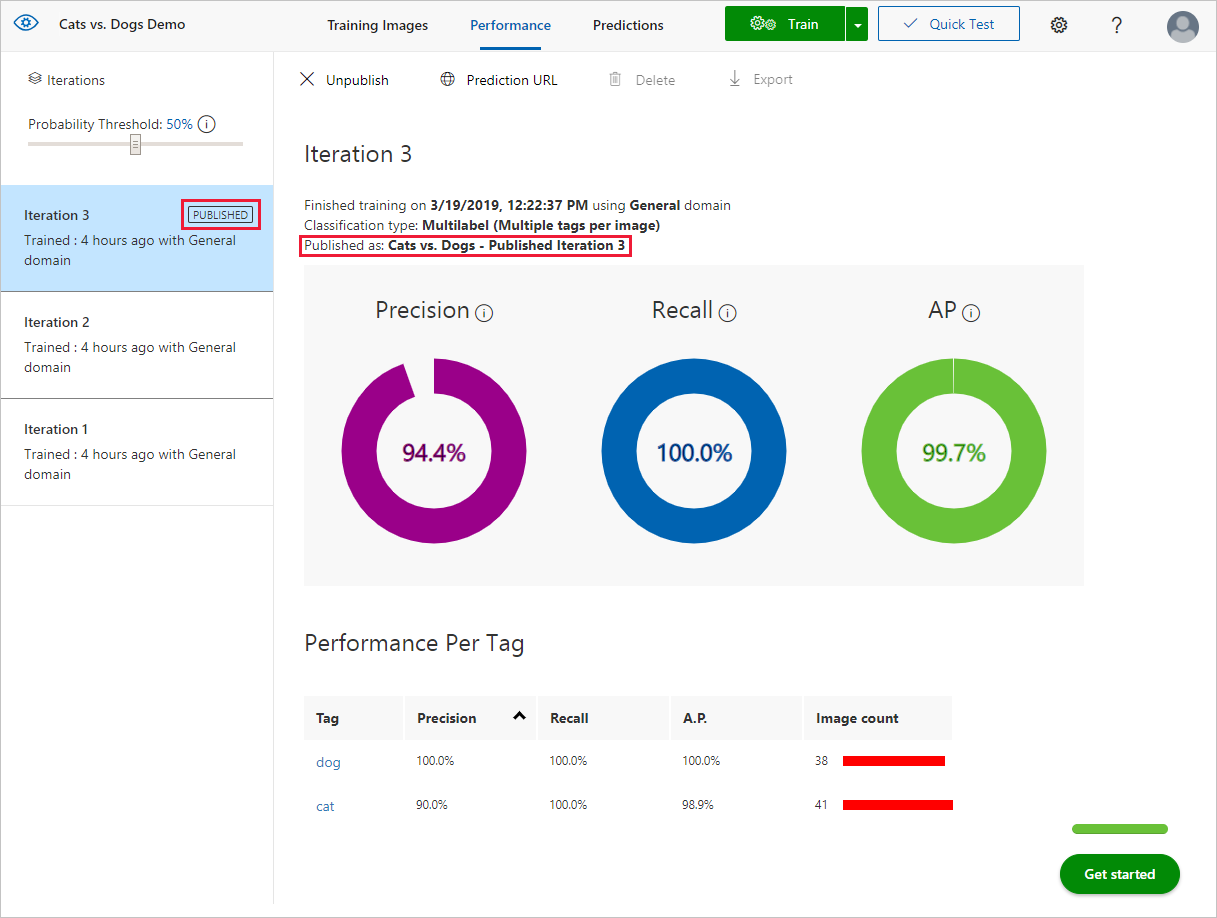 Cats vs. Dogs Demo
Training Images
Performance
Predictions
Train
Quick Test
?
Iterations
Probability Threshold: 50% i
Iteration 3
PUBLISHED
Trained : 4 hours ago with General
domain
Iteration 2
Trained : 4 hours ago with General
domain
Iteration 1
Trained : 4 hours ago with General
domain
Unpublish
Prediction URL
Delete
Export
Iteration 3
Finished training on 3/19/2019, 12:22:37 PM using General domain
Classification type: Multilabel (Multiple tags per image)
Published as: Cats vs. Dogs - Published Iteration 3
Precision i
Recall i
AP i
94.4%
100.0%
99.7%
Performance Per Tag
Tag Precision Recall A.P. Image count
dog 100.0% 100.0% 100.0% 38
cat 90.0% 100.0% 98.9% 41
Get started